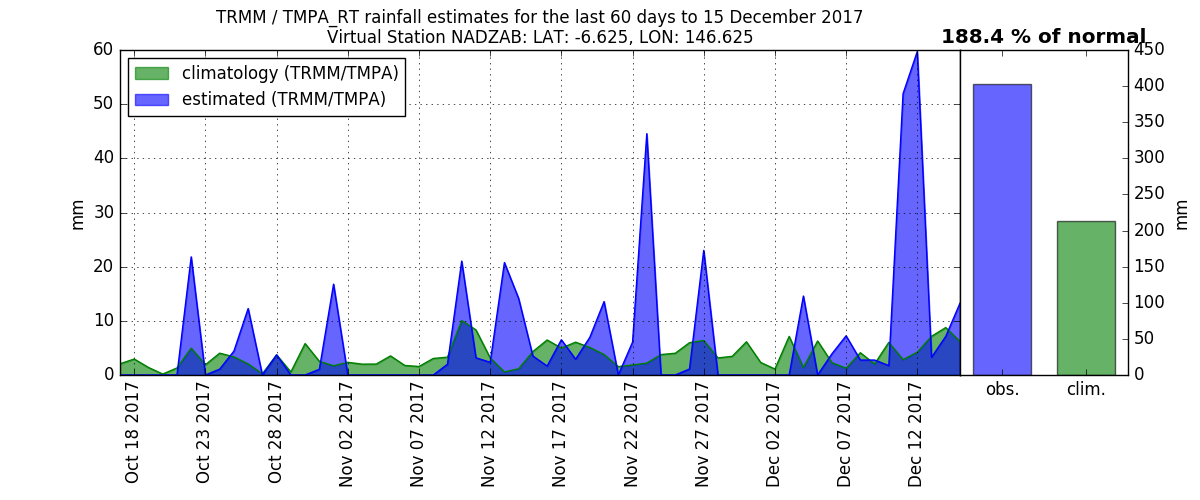 TRMM / TMPA_RT rainfall estimates for the last 60 days to 15 December 2017
Virtual Station NADZAB: LAT: -6.625, LON: 146.625
188.4 % of normal
climatology (TRMM/TMPA)
estimated (TRMM/TMPA)
60
50
40
30
20
10
0
mm
Oct 18 2017
Oct 23 2017
Oct 28 2017
Nov 02 2017
Nov 07 2017
Nov 12 2017
Nov 17 2017
Nov 22 2017
Nov 27 2017
Dec 02 2017
Dec 07 2017
Dec 12 2017
450
400
350
300
250
200
150
100
50
0
mm
obs.
clim.